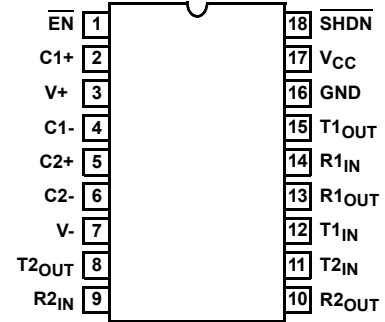 EN 1 18 SHDN
C1+ 2 17 VCC
V+ 3 16 GND
C1- 4 15 T1OUT
C2+ 5 14 R1IN
C2- 6 13 R1OUT
V- 7 12 T1IN
T2OUT 8 11 T2IN
R2IN 9 10 R2OUT